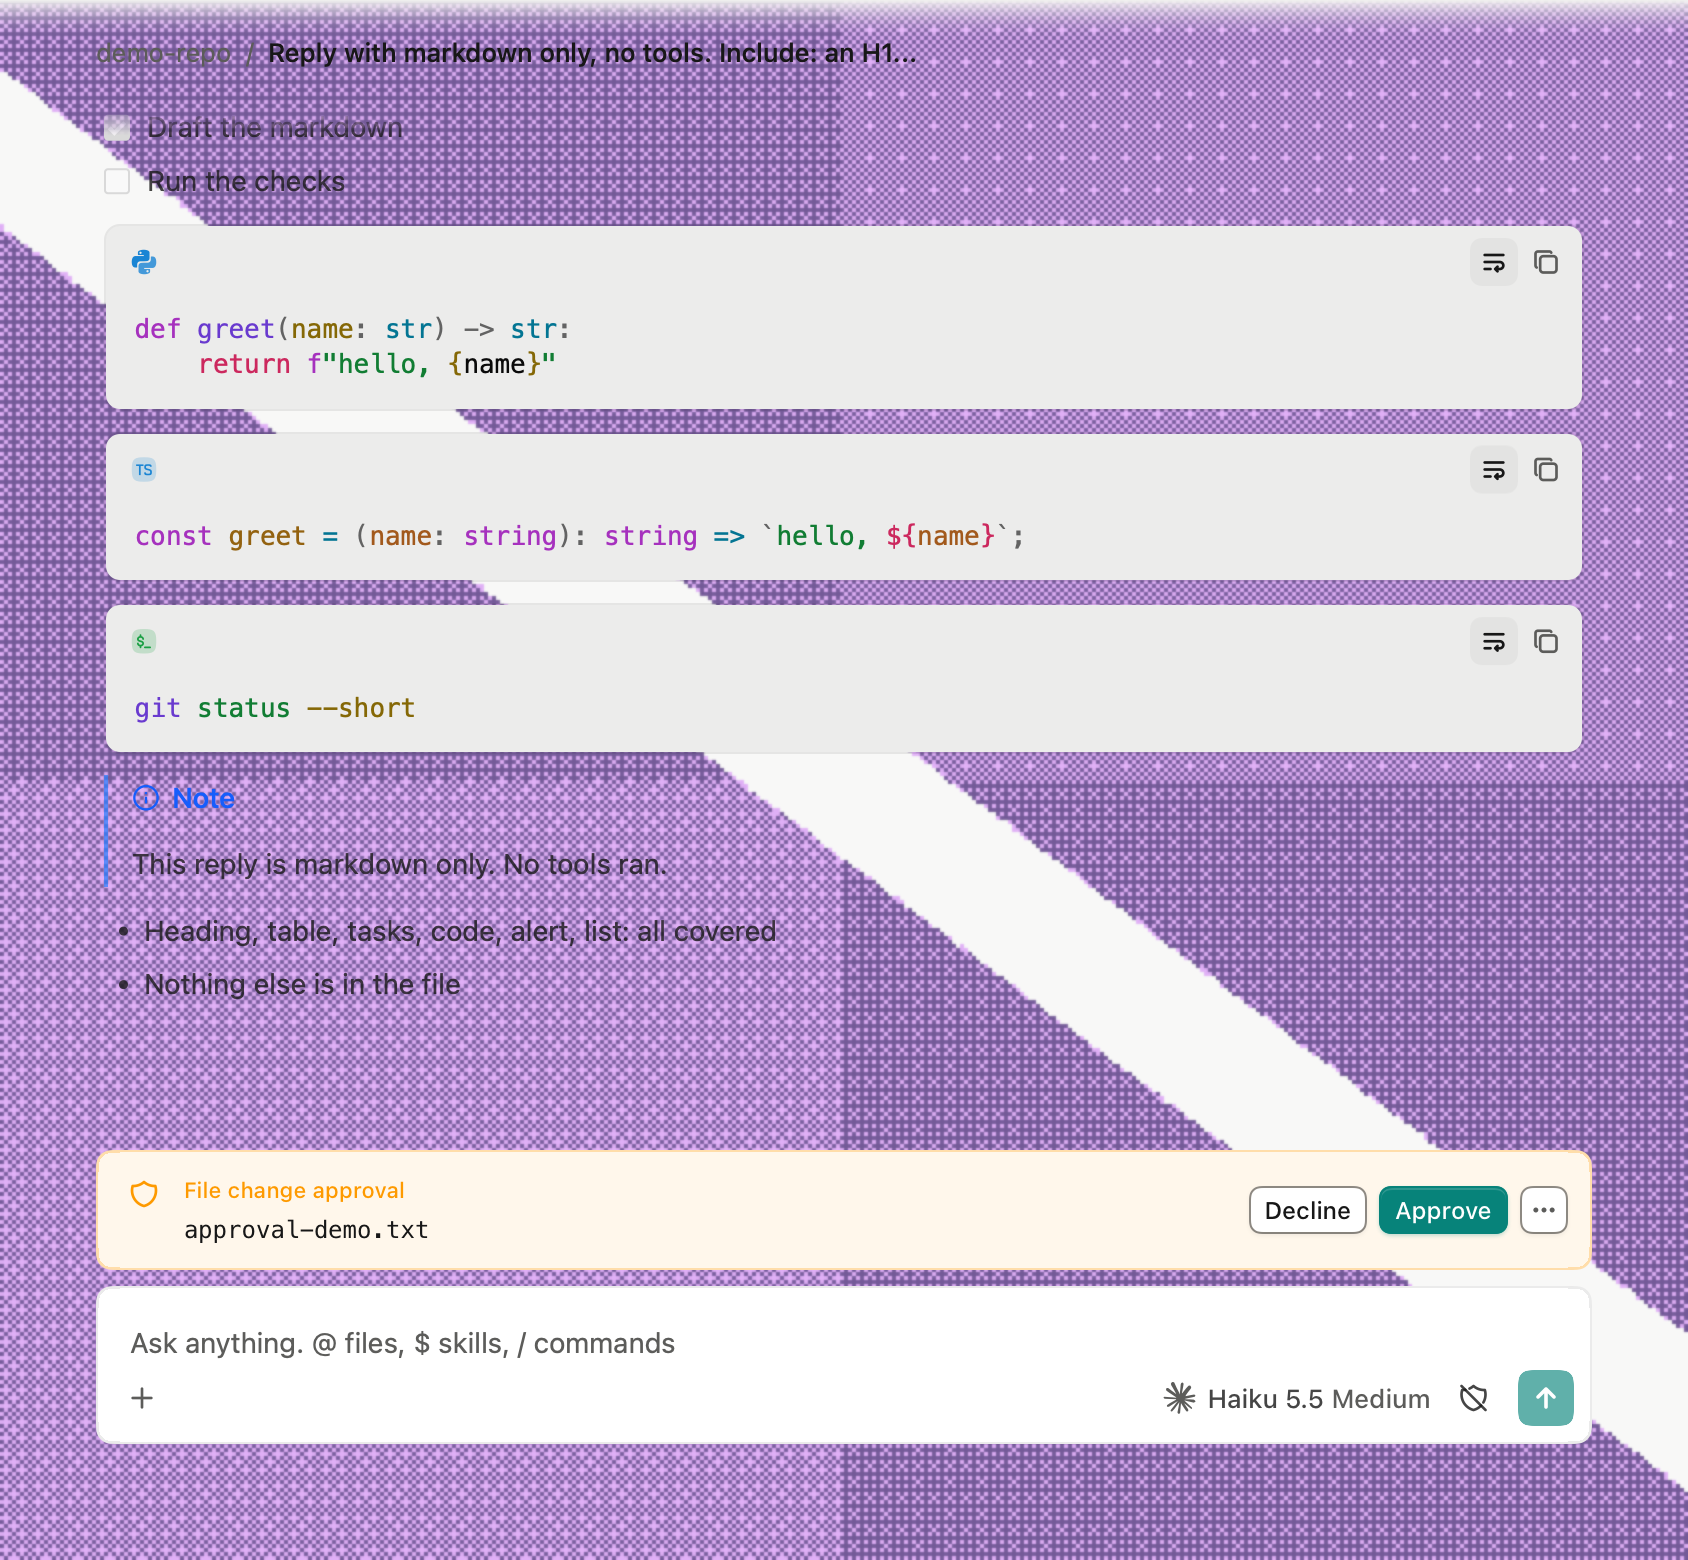 demo-repo / Reply with markdown only, no tools. Include: an H1...
Draft the markdown
Run the checks
def greet(name: str) -> str:
    return f"hello, {name}"
TS
const greet = (name: string): string => `hello, ${name}`;
$_
git status --short
Note
This reply is markdown only. No tools ran.
• Heading, table, tasks, code, alert, list: all covered
• Nothing else is in the file
File change approval
approval-demo.txt
Decline Approve ...
Ask anything. @ files, $ skills, / commands
Haiku 5.5 Medium